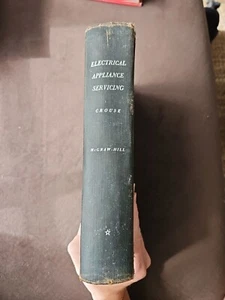 ELECTRICAL
APPLIANCE
SERVICING
CROUSE
McGRAW-HILL